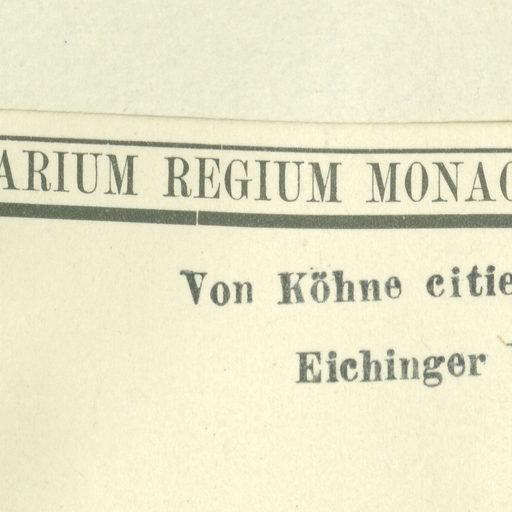 ARIUM REGIUM MONAC
Von Köhne citie
Eichinger